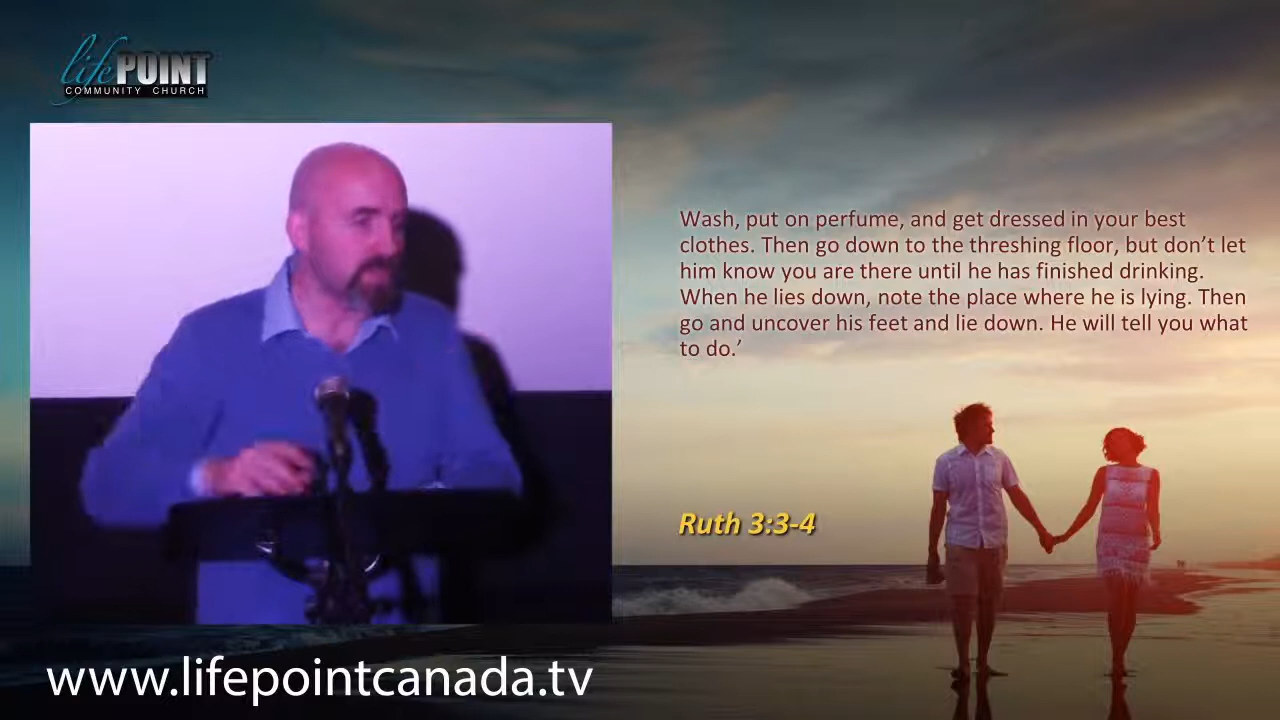 life POINT
COMMUNITY CHURCH
Wash, put on perfume, and get dressed in your best
clothes. Then go down to the threshing floor, but don’t let
him know you are there until he has finished drinking.
When he lies down, note the place where he is lying. Then
go and uncover his feet and lie down. He will tell you what
to do.’
Ruth 3:3-4
www.lifepointcanada.tv